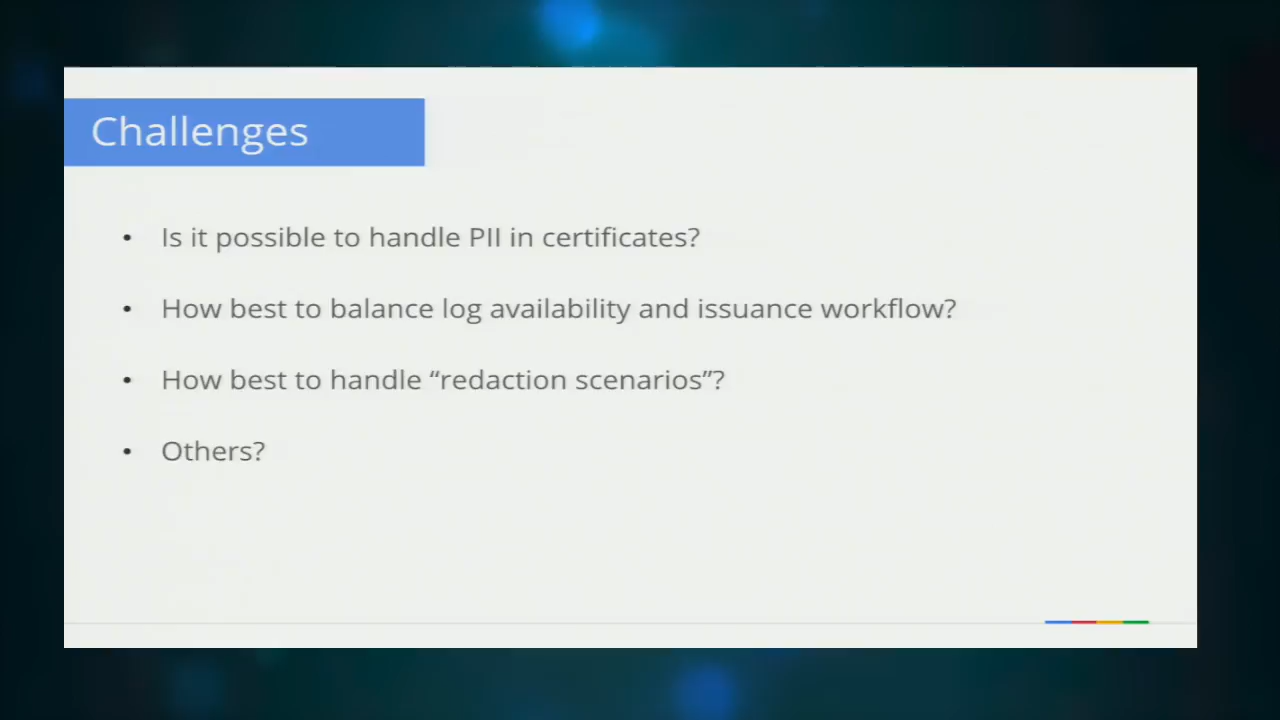 Challenges
• Is it possible to handle PII in certificates?
• How best to balance log availability and issuance workflow?
• How best to handle “redaction scenarios”?
• Others?